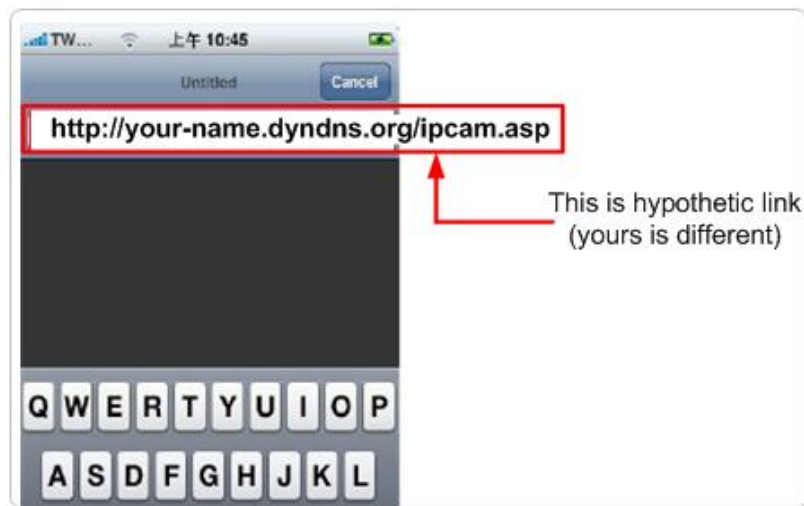 TW... 上午 10:45
Untitled
Cancel
http://your-name.dyndns.org/ipcam.asp
This is hypothetic link
(yours is different)
Q W E R T Y U I O P
A S D F G H J K L